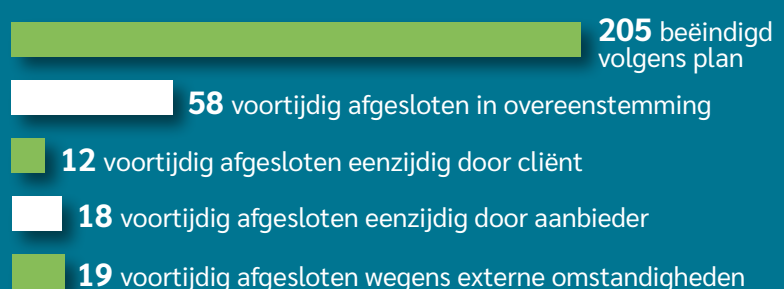 205 beëindigd
volgens plan
58 voortijdig afgesloten in overeenstemming
12 voortijdig afgesloten eenzijdig door cliënt
18 voortijdig afgesloten eenzijdig door aanbieder
19 voortijdig afgesloten wegens externe omstandigheden